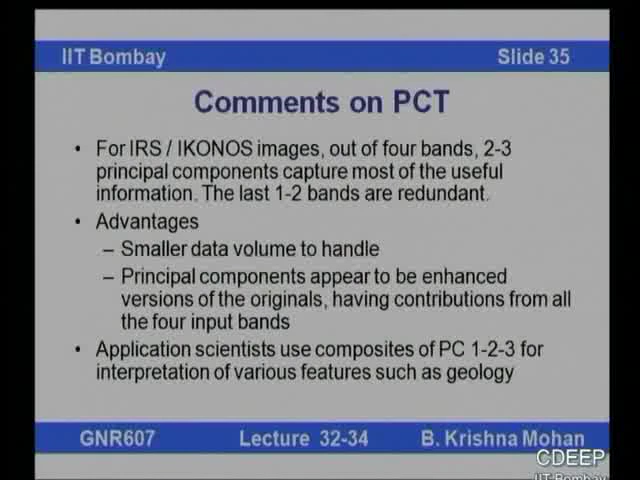 IIT Bombay Slide 35
Comments on PCT
• For IRS / IKONOS images, out of four bands, 2-3
principal components capture most of the useful
information. The last 1-2 bands are redundant.
• Advantages
– Smaller data volume to handle
– Principal components appear to be enhanced
versions of the originals, having contributions from all
the four input bands
• Application scientists use composites of PC 1-2-3 for
interpretation of various features such as geology
GNR607 Lecture 32-34 B. Krishna Mohan
CDEEP
IIT Bombay